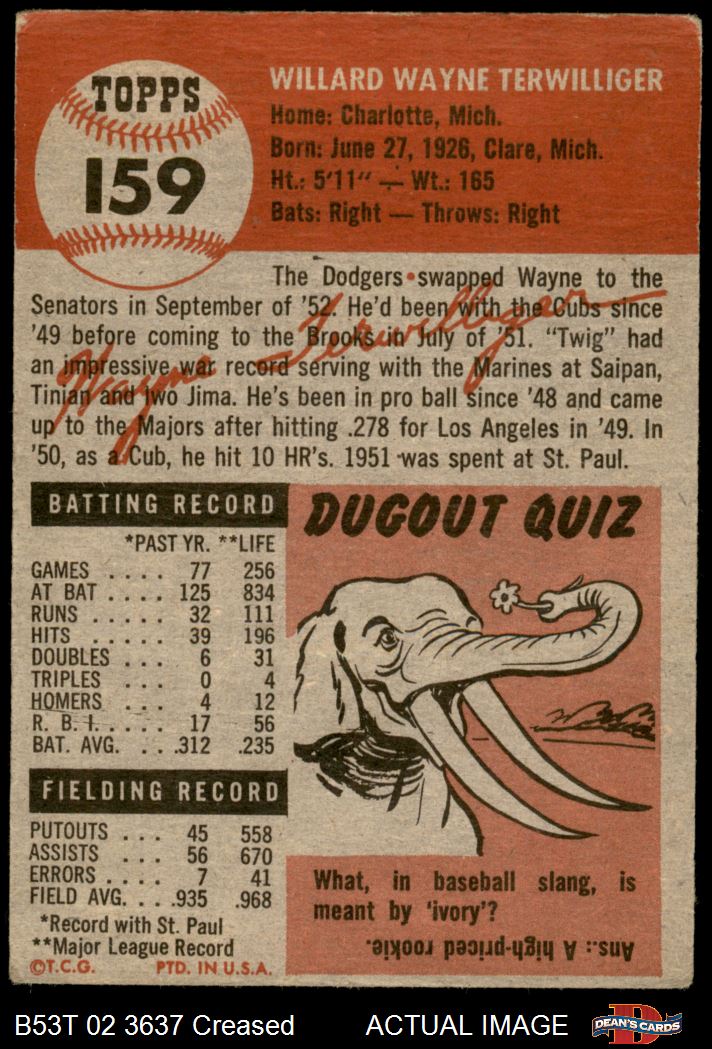 TOPPS
159
WILLARD WAYNE TERWILLIGER
Home: Charlotte, Mich.
Born: June 27, 1926, Clare, Mich.
Ht.: 5'11" — Wt.: 165
Bats: Right — Throws: Right
The Dodgers swapped Wayne to the
Senators in September of '52. He'd been with the Cubs since
'49 before coming to the Brooks in July of '51. "Twig" had
an impressive war record serving with the Marines at Saipan,
Tinian and Iwo Jima. He's been in pro ball since '48 and came
up to the Majors after hitting .278 for Los Angeles in '49. In
'50, as a Cub, he hit 10 HR's. 1951 was spent at St. Paul.
Wayne Terwilliger
BATTING RECORD
*PAST YR. **LIFE
GAMES .... 77 256
AT BAT .... 125 834
RUNS ..... 32 111
HITS ..... 39 196
DOUBLES .... 6 31
TRIPLES .... 0 4
HOMERS .... 4 12
R. B. I. .... 17 56
BAT. AVG. ... .312 .235
FIELDING RECORD
PUTOUTS ... 45 558
ASSISTS ... 56 670
ERRORS .... 7 41
FIELD AVG. .. .935 .968
*Record with St. Paul
**Major League Record
©T.C.G. PTD. IN U.S.A.
DUGOUT QUIZ
What, in baseball slang, is
meant by 'ivory'?
Ans.: A high-priced rookie.
B53T 02 3637 Creased ACTUAL IMAGE
D
DEAN'S CARDS